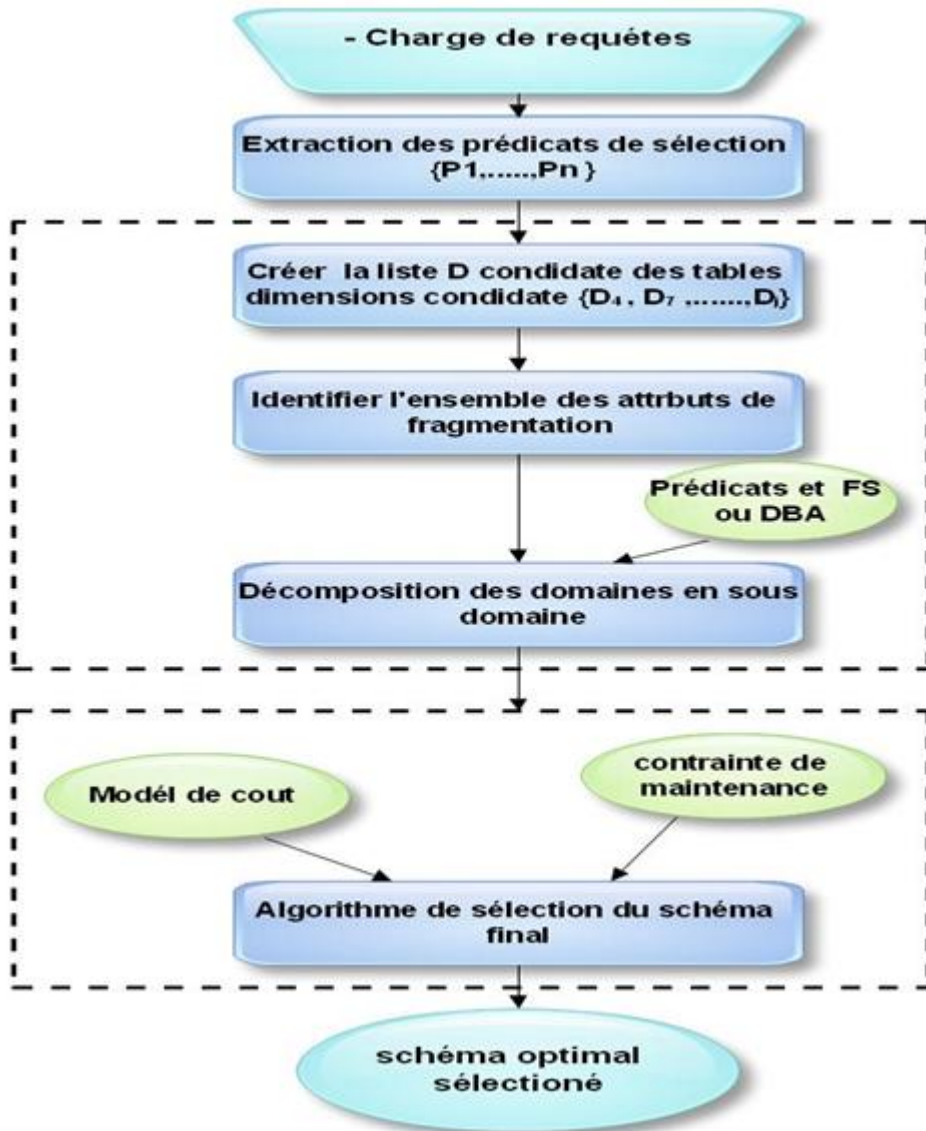 - Charge de requétes
Extraction des prédicats de sélection
{P1,.....,Pn }
Créer la liste D condidate des tables
dimensions condidate {D₄ , D₇ ,......,Dⱼ}
Identifier l'ensemble des attrbuts de
fragmentation
Prédicats et FS
ou DBA
Décomposition des domaines en sous
domaine
Modél de cout
contrainte de
maintenance
Algorithme de sélection du schéma
final
schéma optimal
sélectioné